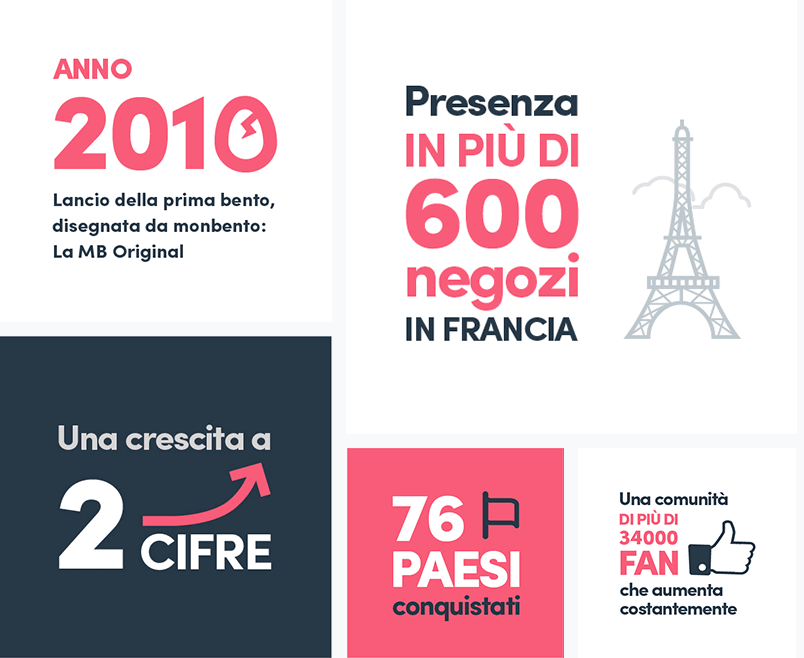 ANNO
2010
Lancio della prima bento,
disegnata da monbento:
La MB Original
Presenza
IN PIÙ DI
600
negozi
IN FRANCIA
Una crescita a
2 CIFRE
76
PAESI
conquistati
Una comunità
DI PIÙ DI
34000
FAN
che aumenta
costantemente